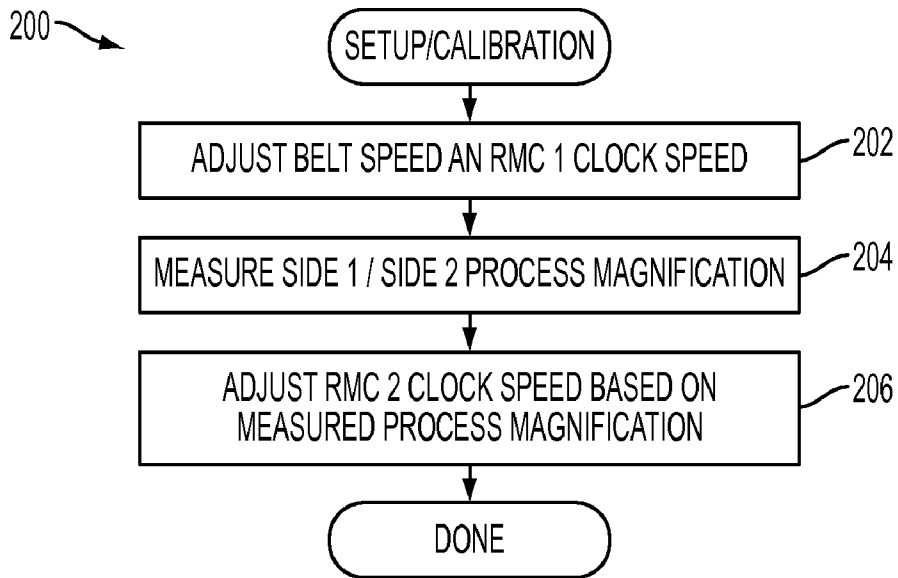 200
SETUP/CALIBRATION
ADJUST BELT SPEED AN RMC 1 CLOCK SPEED
202
MEASURE SIDE 1 / SIDE 2 PROCESS MAGNIFICATION
204
ADJUST RMC 2 CLOCK SPEED BASED ON
MEASURED PROCESS MAGNIFICATION
206
DONE